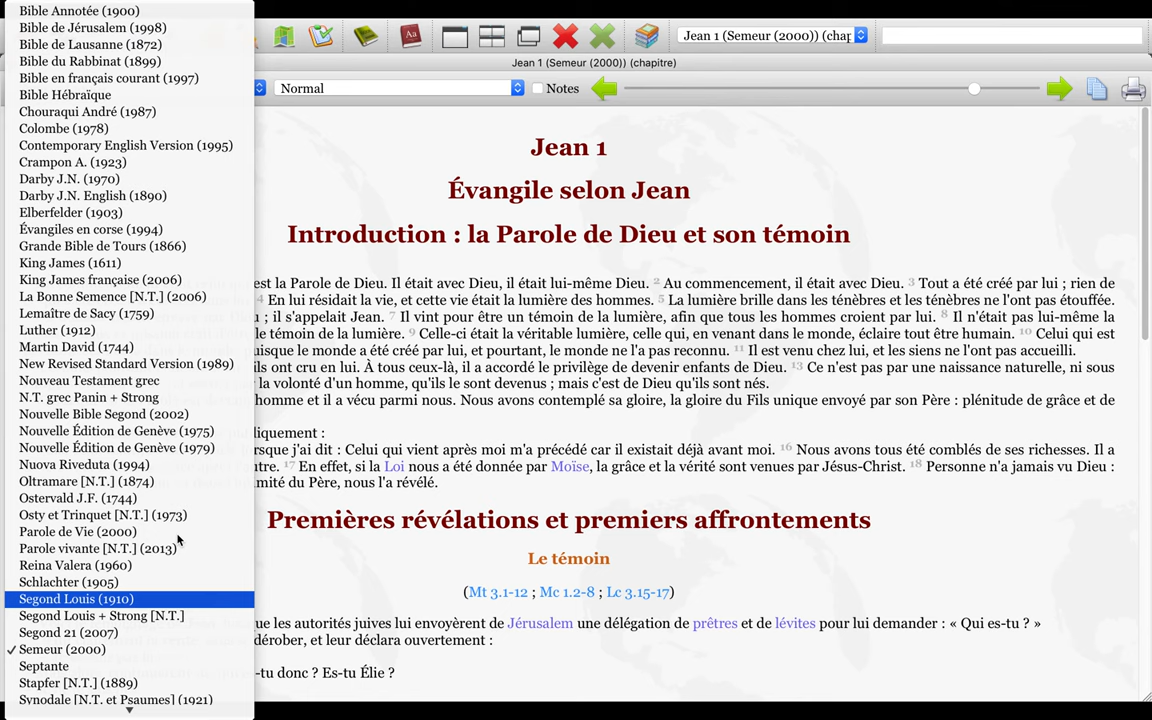 Bible Annotée (1900)
Bible de Jérusalem (1998)
Bible de Lausanne (1872)
Bible du Rabbinat (1899)
Bible en français courant (1997)
Bible Hébraïque
Chouraqui André (1987)
Colombe (1978)
Contemporary English Version (1995)
Crampon A. (1923)
Darby J.N. (1970)
Darby J.N. English (1890)
Elberfelder (1903)
Évangiles en corse (1994)
Grande Bible de Tours (1866)
King James (1611)
King James française (2006)
La Bonne Semence [N.T.] (2006)
Lemaître de Sacy (1759)
Luther (1912)
Martin David (1744)
New Revised Standard Version (1989)
Nouveau Testament grec
N.T. grec Panin + Strong
Nouvelle Bible Segond (2002)
Nouvelle Édition de Genève (1975)
Nouvelle Édition de Genève (1979)
Nuova Riveduta (1994)
Oltramare [N.T.] (1874)
Ostervald J.F. (1744)
Osty et Trinquet [N.T.] (1973)
Parole de Vie (2000)
Parole vivante [N.T.] (2013)
Reina Valera (1960)
Schlachter (1905)
Segond Louis (1910)
Segond Louis + Strong [N.T.]
Segond 21 (2007)
✓ Semeur (2000)
Septante
Stapfer [N.T.] (1889)
Synodale [N.T. et Psaumes] (1921)
Aa
Jean 1 (Semeur (2000)) (chap
Jean 1 (Semeur (2000)) (chapitre)
Normal
Notes
Jean 1
Évangile selon Jean
Introduction : la Parole de Dieu et son témoin
est la Parole de Dieu. Il était avec Dieu, il était lui-même Dieu. 2 Au commencement, il était avec Dieu. 3 Tout a été créé par lui ; rien de
4 En lui résidait la vie, et cette vie était la lumière des hommes. 5 La lumière brille dans les ténèbres et les ténèbres ne l'ont pas étouffée.
; il s'appelait Jean. 7 Il vint pour être un témoin de la lumière, afin que tous les hommes croient par lui. 8 Il n'était pas lui-même la
le témoin de la lumière. 9 Celle-ci était la véritable lumière, celle qui, en venant dans le monde, éclaire tout être humain. 10 Celui qui est
puisque le monde a été créé par lui, et pourtant, le monde ne l'a pas reconnu. 11 Il est venu chez lui, et les siens ne l'ont pas accueilli.
ils ont cru en lui. À tous ceux-là, il a accordé le privilège de devenir enfants de Dieu. 13 Ce n'est pas par une naissance naturelle, ni sous
la volonté d'un homme, qu'ils le sont devenus ; mais c'est de Dieu qu'ils sont nés.
homme et il a vécu parmi nous. Nous avons contemplé sa gloire, la gloire du Fils unique envoyé par son Père : plénitude de grâce et de
liquement :
rsque j'ai dit : Celui qui vient après moi m'a précédé car il existait déjà avant moi. 16 Nous avons tous été comblés de ses richesses. Il a
tre. 17 En effet, si la Loi nous a été donnée par Moïse, la grâce et la vérité sont venues par Jésus-Christ. 18 Personne n'a jamais vu Dieu :
mité du Père, nous l'a révélé.
Premières révélations et premiers affrontements
Le témoin
(Mt 3.1-12 ; Mc 1.2-8 ; Lc 3.15-17)
ue les autorités juives lui envoyèrent de Jérusalem une délégation de prêtres et de lévites pour lui demander : « Qui es-tu ? »
dérober, et leur déclara ouvertement :
-tu donc ? Es-tu Élie ?